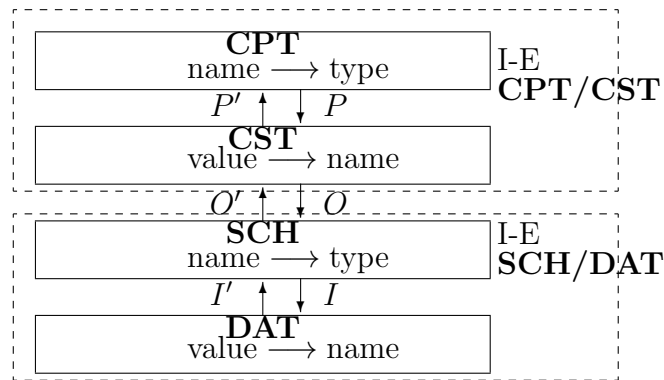 CPT
name ⟶ type
I-E
CPT/CST
P′ P
CST
value ⟶ name
O′ O
SCH
name ⟶ type
I-E
SCH/DAT
I′ I
DAT
value ⟶ name